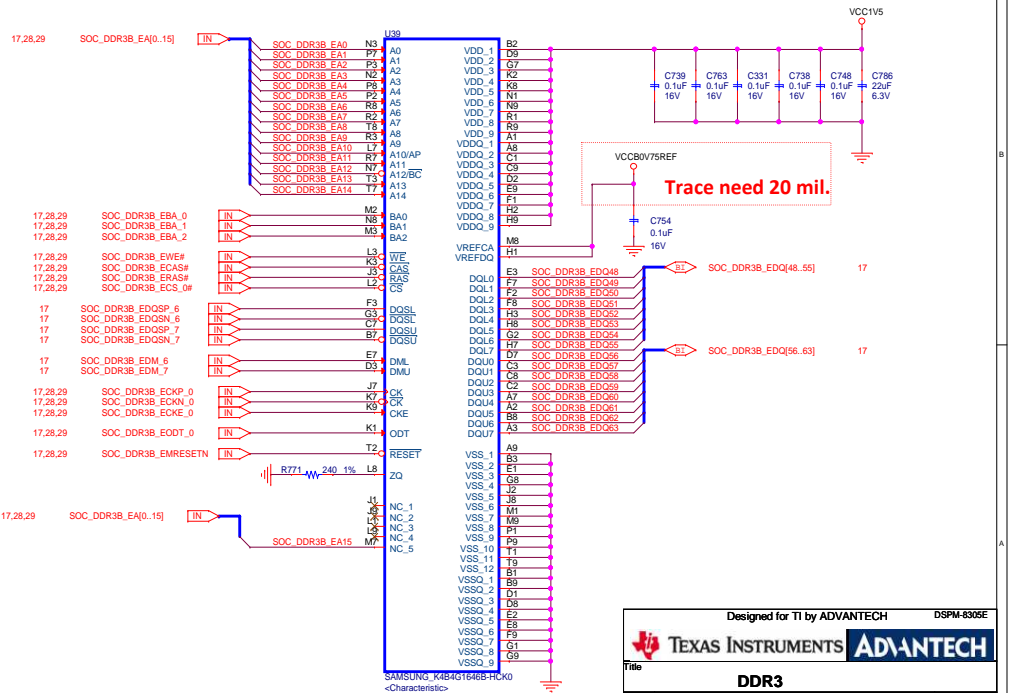 VCC1V5
U39
17,28,29 SOC_DDR3B_EA[0..15] IN
SOC_DDR3B_EA0 N3 A0
SOC_DDR3B_EA1 P7 A1
SOC_DDR3B_EA2 P3 A2
SOC_DDR3B_EA3 N2 A3
SOC_DDR3B_EA4 P8 A4
SOC_DDR3B_EA5 P2 A5
SOC_DDR3B_EA6 R8 A6
SOC_DDR3B_EA7 R2 A7
SOC_DDR3B_EA8 T8 A8
SOC_DDR3B_EA9 R3 A9
SOC_DDR3B_EA10 L7 A10/AP
SOC_DDR3B_EA11 R7 A11
SOC_DDR3B_EA12 N7 A12/BC
SOC_DDR3B_EA13 T3 A13
SOC_DDR3B_EA14 T7 A14
17,28,29 SOC_DDR3B_EBA_0 IN M2 BA0
17,28,29 SOC_DDR3B_EBA_1 IN N8 BA1
17,28,29 SOC_DDR3B_EBA_2 IN M3 BA2
17,28,29 SOC_DDR3B_EWE# IN L3 WE
17,28,29 SOC_DDR3B_ECAS# IN K3 CAS
17,28,29 SOC_DDR3B_ERAS# IN J3 RAS
17,28,29 SOC_DDR3B_ECS_0# IN L2 CS
17 SOC_DDR3B_EDQSP_6 IN F3 DQSL
17 SOC_DDR3B_EDQSN_6 IN G3 DQSL
17 SOC_DDR3B_EDQSP_7 IN C7 DQSU
17 SOC_DDR3B_EDQSN_7 IN B7 DQSU
17 SOC_DDR3B_EDM_6 IN E7 DML
17 SOC_DDR3B_EDM_7 IN D3 DMU
17,28,29 SOC_DDR3B_ECKP_0 IN J7 CK
17,28,29 SOC_DDR3B_ECKN_0 IN K7 CK
17,28,29 SOC_DDR3B_ECKE_0 IN K9 CKE
17,28,29 SOC_DDR3B_EODT_0 IN K1 ODT
17,28,29 SOC_DDR3B_EMRESETN IN T2 RESET
R771 240 1% L8 ZQ
J1 NC_1
J9 NC_2
L1 NC_3
L9 NC_4
17,28,29 SOC_DDR3B_EA[0..15] IN
SOC_DDR3B_EA15 M7 NC_5
VDD_1 B2
VDD_2 D9
VDD_3 G7
VDD_4 K2
VDD_5 K8
VDD_6 N1
VDD_7 N9
VDD_8 R1
VDD_9 R9
VDDQ_1 A1
VDDQ_2 A8
VDDQ_3 C1
VDDQ_4 C9
VDDQ_5 D2
VDDQ_6 E9
VDDQ_7 F1
VDDQ_8 H2
VDDQ_9 H9
VREFCA M8
VREFDQ H1
DQL0 E3 SOC_DDR3B_EDQ48
DQL1 F7 SOC_DDR3B_EDQ49
DQL2 F2 SOC_DDR3B_EDQ50
DQL3 F8 SOC_DDR3B_EDQ51
DQL4 H3 SOC_DDR3B_EDQ52
DQL5 H8 SOC_DDR3B_EDQ53
DQL6 G2 SOC_DDR3B_EDQ54
DQL7 H7 SOC_DDR3B_EDQ55
DQU0 D7 SOC_DDR3B_EDQ56
DQU1 C3 SOC_DDR3B_EDQ57
DQU2 C8 SOC_DDR3B_EDQ58
DQU3 C2 SOC_DDR3B_EDQ59
DQU4 A7 SOC_DDR3B_EDQ60
DQU5 A2 SOC_DDR3B_EDQ61
DQU6 B8 SOC_DDR3B_EDQ62
DQU7 A3 SOC_DDR3B_EDQ63
VSS_1 A9
VSS_2 B3
VSS_3 E1
VSS_4 G8
VSS_5 J2
VSS_6 J8
VSS_7 M1
VSS_8 M9
VSS_9 P1
VSS_10 P9
VSS_11 T1
VSS_12 T9
VSSQ_1 B1
VSSQ_2 B9
VSSQ_3 D1
VSSQ_4 D8
VSSQ_5 E2
VSSQ_6 E8
VSSQ_7 F9
VSSQ_8 G1
VSSQ_9 G9
SAMSUNG_K4B4G1646B-HCK0
<Characteristic>
C739 C763 C331 C738 C748 C786
0.1uF 0.1uF 0.1uF 0.1uF 0.1uF 22uF
16V 16V 16V 16V 16V 6.3V
VCCB0V75REF
Trace need 20 mil.
C754
0.1uF
16V
BI SOC_DDR3B_EDQ[48..55] 17
BI SOC_DDR3B_EDQ[56..63] 17
B
A
Designed for TI by ADVANTECH DSPM-8305E
TEXAS INSTRUMENTS ADVANTECH
Title
DDR3